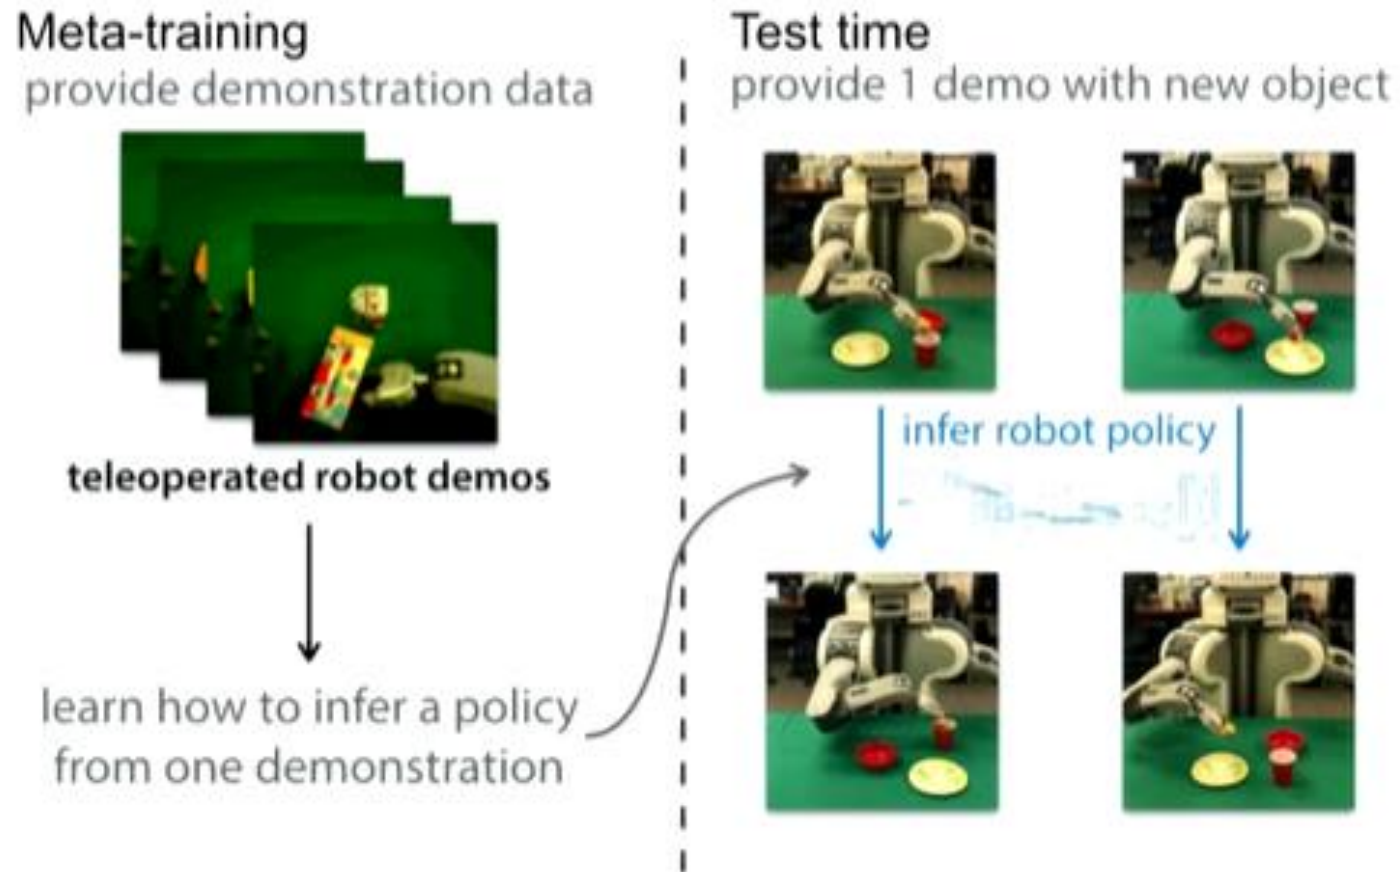 Meta-training
provide demonstration data
teleoperated robot demos
learn how to infer a policy
from one demonstration
Test time
provide 1 demo with new object
infer robot policy